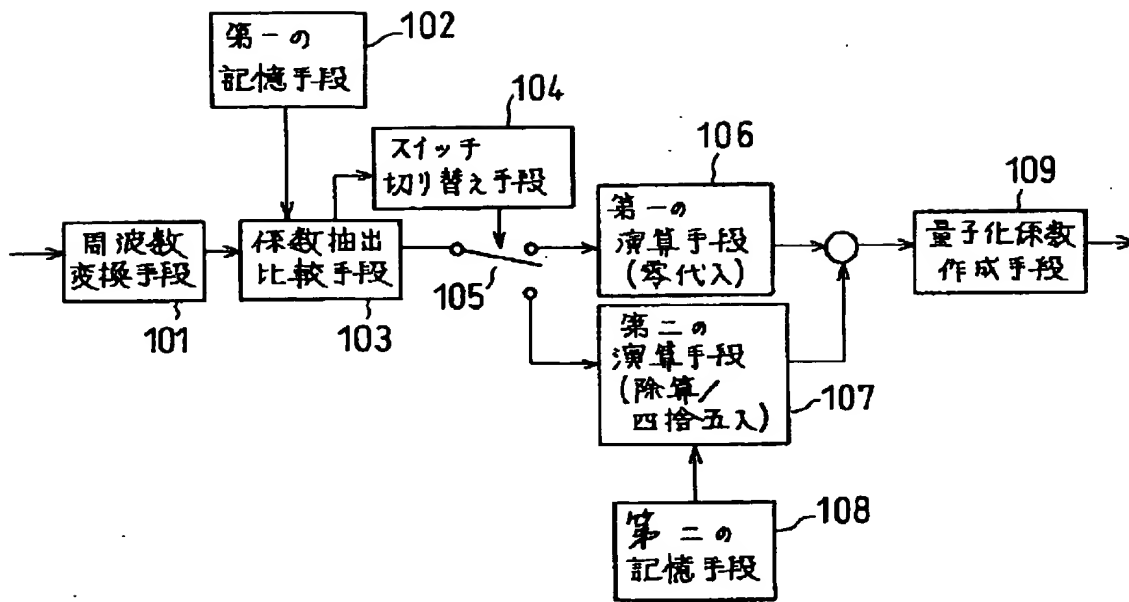 第一の
記憶手段
102
スイッチ
切り替え手段
104
周波数
変換手段
101
係数抽出
比較手段
103
105
第一の
演算手段
(零代入)
106
第二の
演算手段
(除算/
四捨五入)
107
第二の
記憶手段
108
量子化係数
作成手段
109